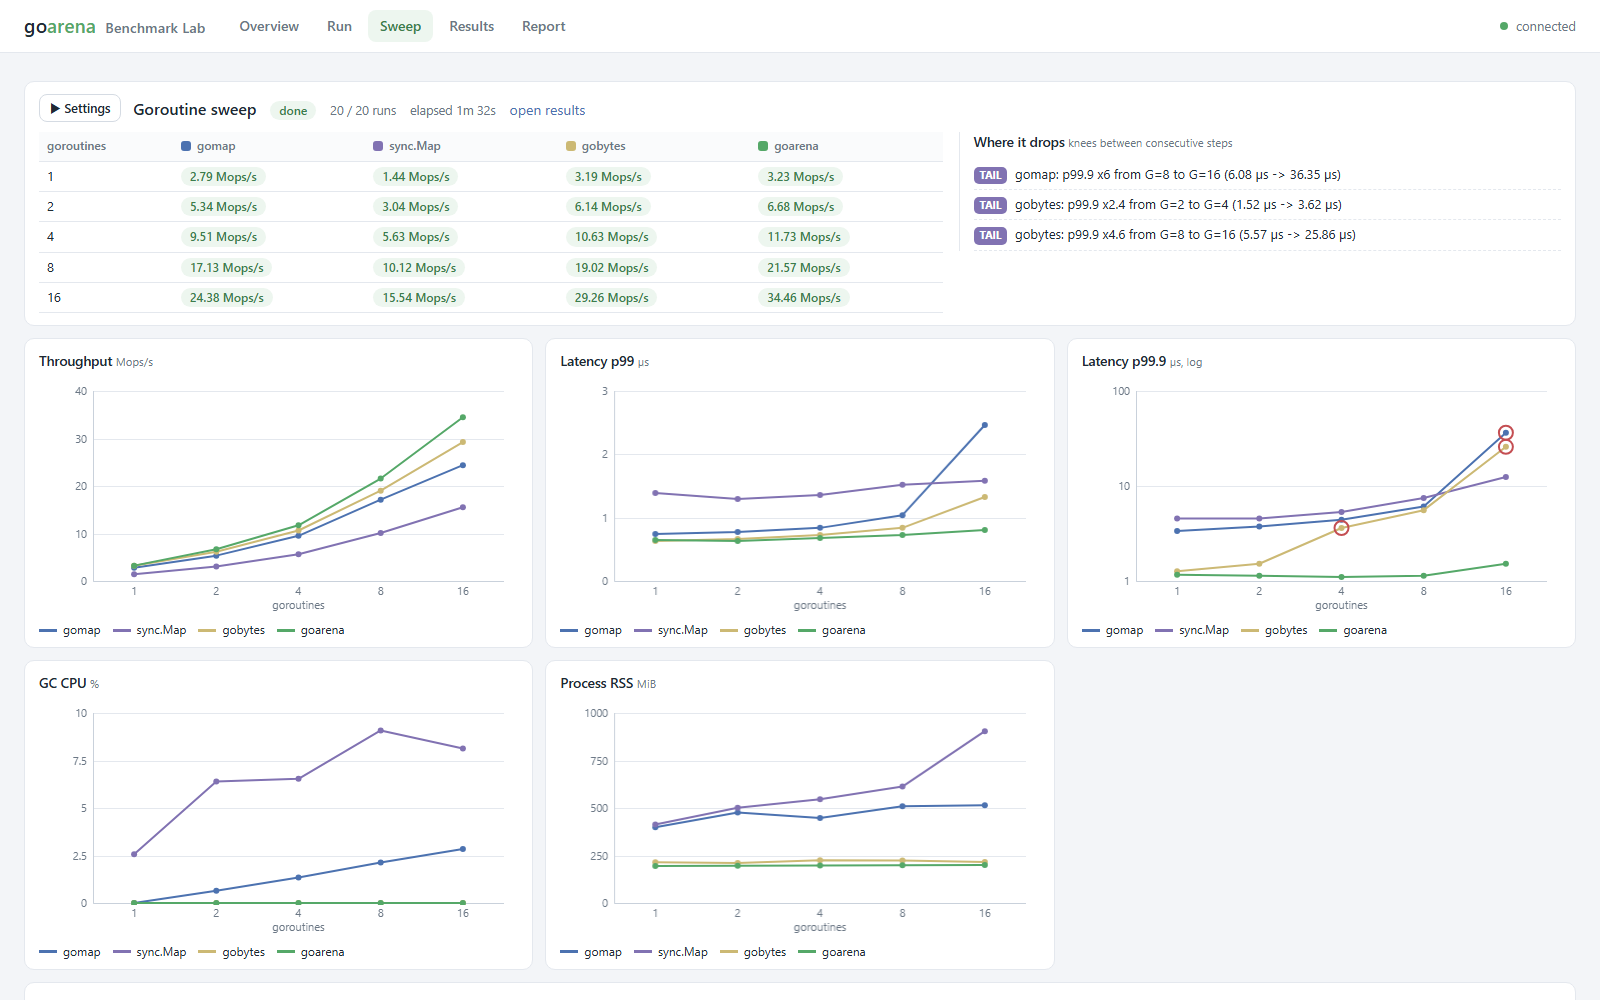 goarena Benchmark Lab Overview Run Sweep Results Report connected
▶ Settings Goroutine sweep done 20 / 20 runs elapsed 1m 32s open results
goroutines gomap sync.Map gobytes goarena
1 2.79 Mops/s 1.44 Mops/s 3.19 Mops/s 3.23 Mops/s
2 5.34 Mops/s 3.04 Mops/s 6.14 Mops/s 6.68 Mops/s
4 9.51 Mops/s 5.63 Mops/s 10.63 Mops/s 11.73 Mops/s
8 17.13 Mops/s 10.12 Mops/s 19.02 Mops/s 21.57 Mops/s
16 24.38 Mops/s 15.54 Mops/s 29.26 Mops/s 34.46 Mops/s
Where it drops knees between consecutive steps
TAIL gomap: p99.9 x6 from G=8 to G=16 (6.08 µs -> 36.35 µs)
TAIL gobytes: p99.9 x2.4 from G=2 to G=4 (1.52 µs -> 3.62 µs)
TAIL gobytes: p99.9 x4.6 from G=8 to G=16 (5.57 µs -> 25.86 µs)
Throughput Mops/s
40
30
20
10
0
1 2 4 8 16
goroutines
gomap sync.Map gobytes goarena
Latency p99 µs
3
2
1
0
1 2 4 8 16
goroutines
gomap sync.Map gobytes goarena
Latency p99.9 µs, log
100
10
1
1 2 4 8 16
goroutines
gomap sync.Map gobytes goarena
GC CPU %
10
7.5
5
2.5
0
1 2 4 8 16
goroutines
gomap sync.Map gobytes goarena
Process RSS MiB
1000
750
500
250
0
1 2 4 8 16
goroutines
gomap sync.Map gobytes goarena